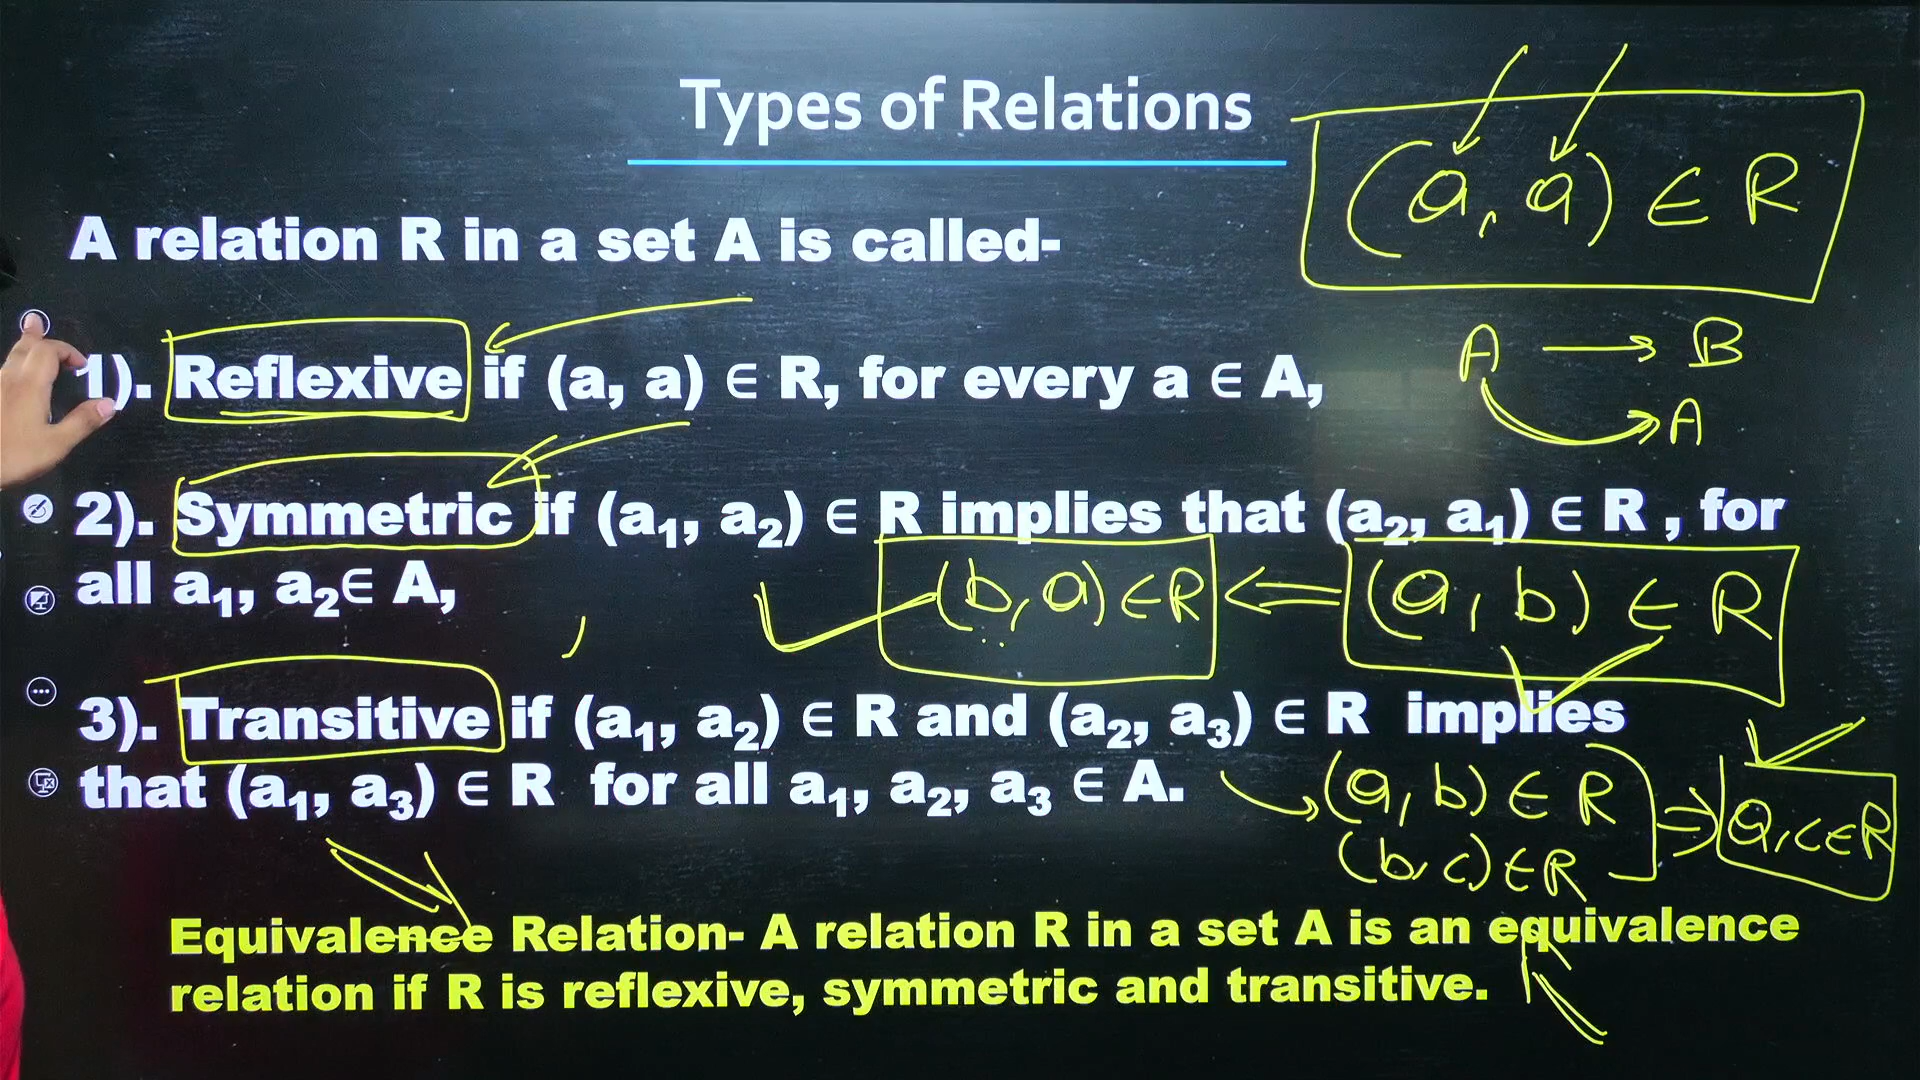 Types of Relations
(a, a) ∈ R
A relation R in a set A is called-
A → B
A
1). Reflexive if (a, a) ∈ R, for every a ∈ A,
2). Symmetric if (a₁, a₂) ∈ R implies that (a₂, a₁) ∈ R , for
all a₁, a₂∈ A,
(b, a) ∈ R ⇐ (a, b) ∈ R
3). Transitive if (a₁, a₂) ∈ R and (a₂, a₃) ∈ R implies
that (a₁, a₃) ∈ R for all a₁, a₂, a₃ ∈ A.
(a, b) ∈ R
(b, c) ∈ R
⇒ a, c ∈ R
Equivalence Relation- A relation R in a set A is an equivalence
relation if R is reflexive, symmetric and transitive.